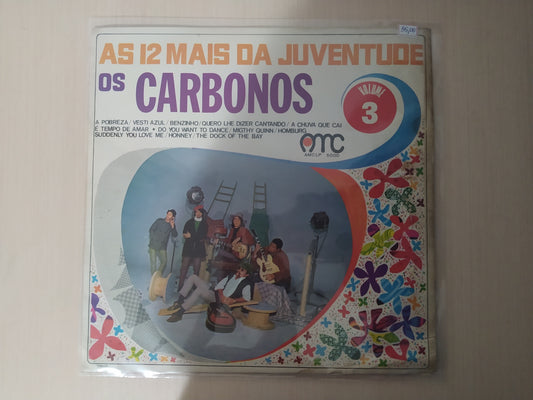 AS 12 MAIS DA JUVENTUDE
OS CARBONOS
VOLUME
3
A POBREZA / VESTI AZUL / BENZINHO / QUERO LHE DIZER CANTANDO / A CHUVA QUE CAI
E TEMPO DE AMAR • DO YOU WANT TO DANCE / MIGTHY QUINN / HOMBURG
SUDDENLY YOU LOVE ME / HONNEY / THE DOCK OF THE BAY
AMC
AMCLP 5000